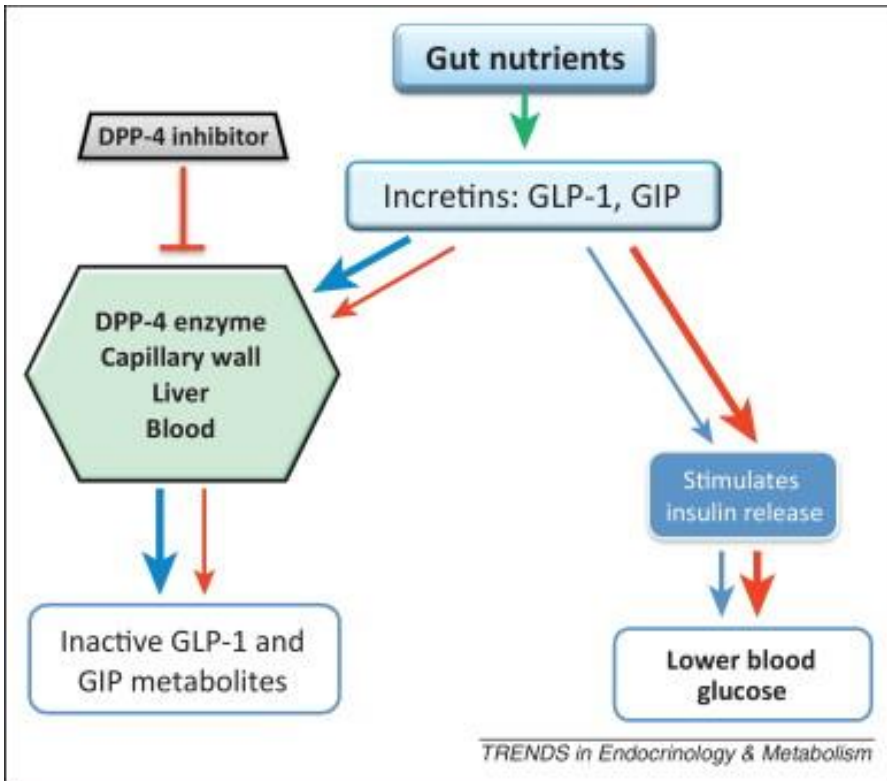 Gut nutrients
DPP-4 inhibitor
Incretins: GLP-1, GIP
DPP-4 enzyme
Capillary wall
Liver
Blood
Stimulates
insulin release
Inactive GLP-1 and
GIP metabolites
Lower blood
glucose
TRENDS in Endocrinology & Metabolism